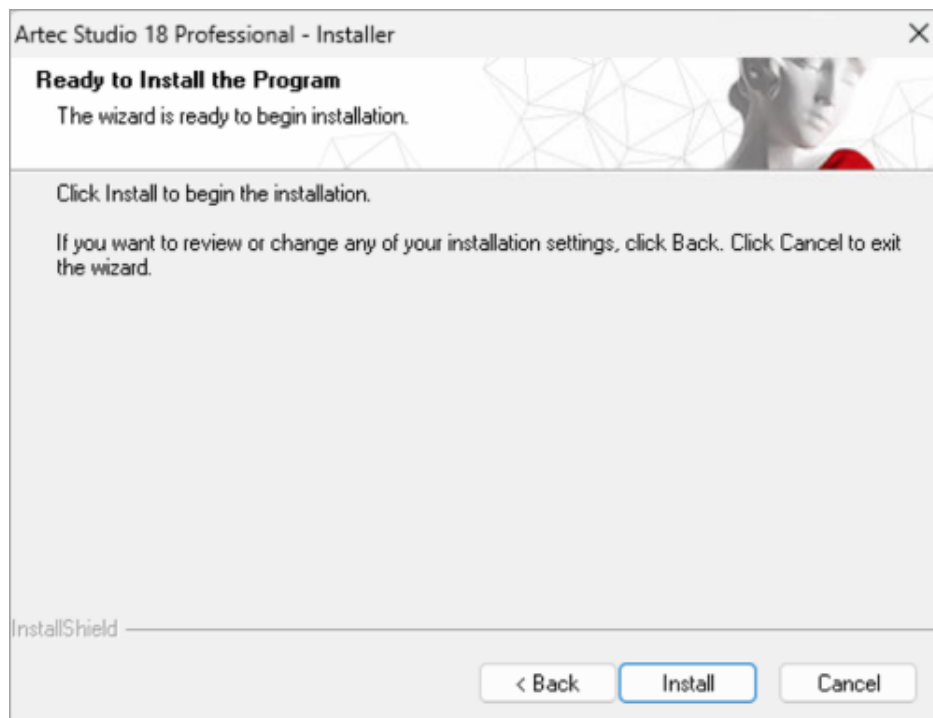 Artec Studio 18 Professional - Installer
Ready to Install the Program
The wizard is ready to begin installation.
Click Install to begin the installation.
If you want to review or change any of your installation settings, click Back. Click Cancel to exit
the wizard.
InstallShield
< Back Install Cancel